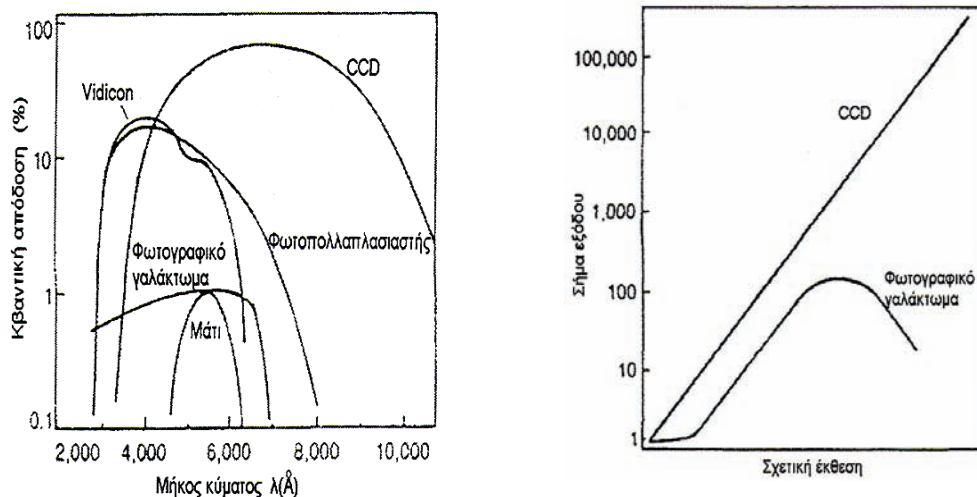 Κβαντική απόδοση (%)
100
10
1
0.1
Vidicon
CCD
Φωτοπολλαπλασιαστής
Φωτογραφικό
γαλάκτωμα
Μάτι
2,000 4,000 6,000 8,000 10,000
Μήκος κύματος λ(Å)
Σήμα εξόδου
100,000
10,000
1,000
100
10
1
CCD
Φωτογραφικό
γαλάκτωμα
Σχετική έκθεση